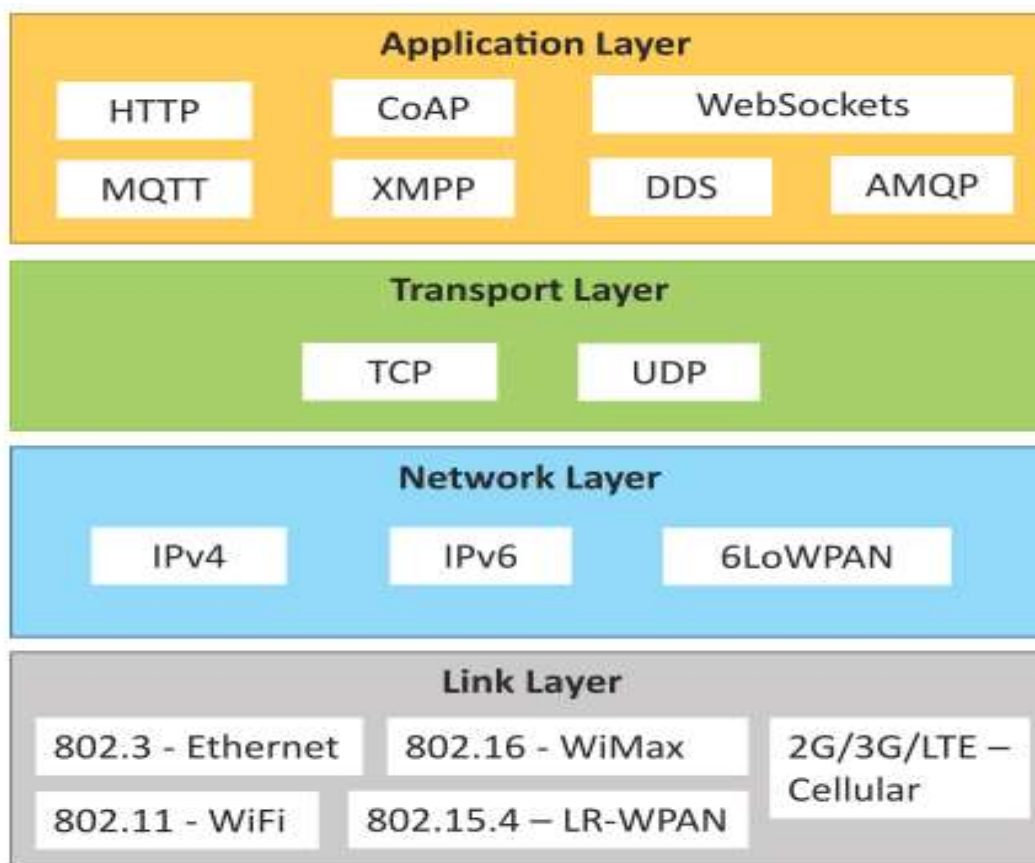 Application Layer
HTTP
CoAP
WebSockets
MQTT
XMPP
DDS
AMQP
Transport Layer
TCP
UDP
Network Layer
IPv4
IPv6
6LoWPAN
Link Layer
802.3 - Ethernet
802.16 - WiMax
2G/3G/LTE –
Cellular
802.11 - WiFi
802.15.4 – LR-WPAN